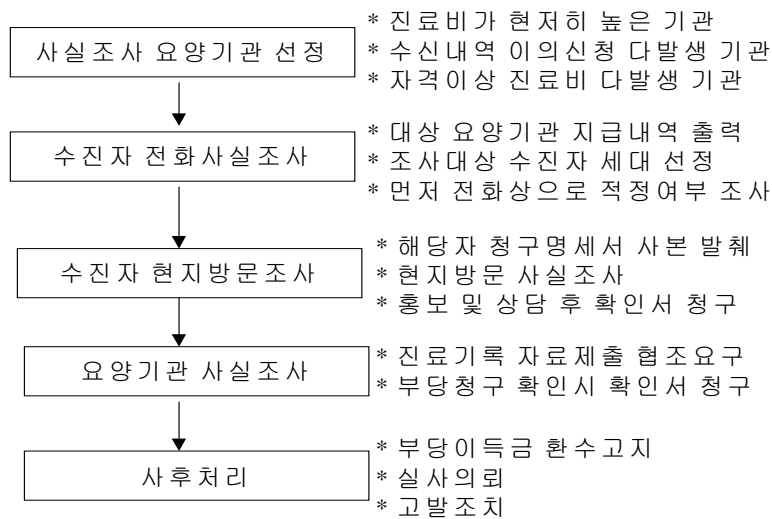 사실조사 요양기관 선정
* 진료비가 현저히 높은 기관
* 수신내역 이의신청 다발생 기관
* 자격이상 진료비 다발생 기관
수진자 전화사실조사
* 대상 요양기관 지급내역 출력
* 조사대상 수진자 세대 선정
* 먼저 전화상으로 적정여부 조사
수진자 현지방문조사
* 해당자 청구명세서 사본 발췌
* 현지방문 사실조사
* 홍보 및 상담 후 확인서 청구
요양기관 사실조사
* 진료기록 자료제출 협조요구
* 부당청구 확인시 확인서 청구
사후처리
* 부당이득금 환수고지
* 실사의뢰
* 고발조치